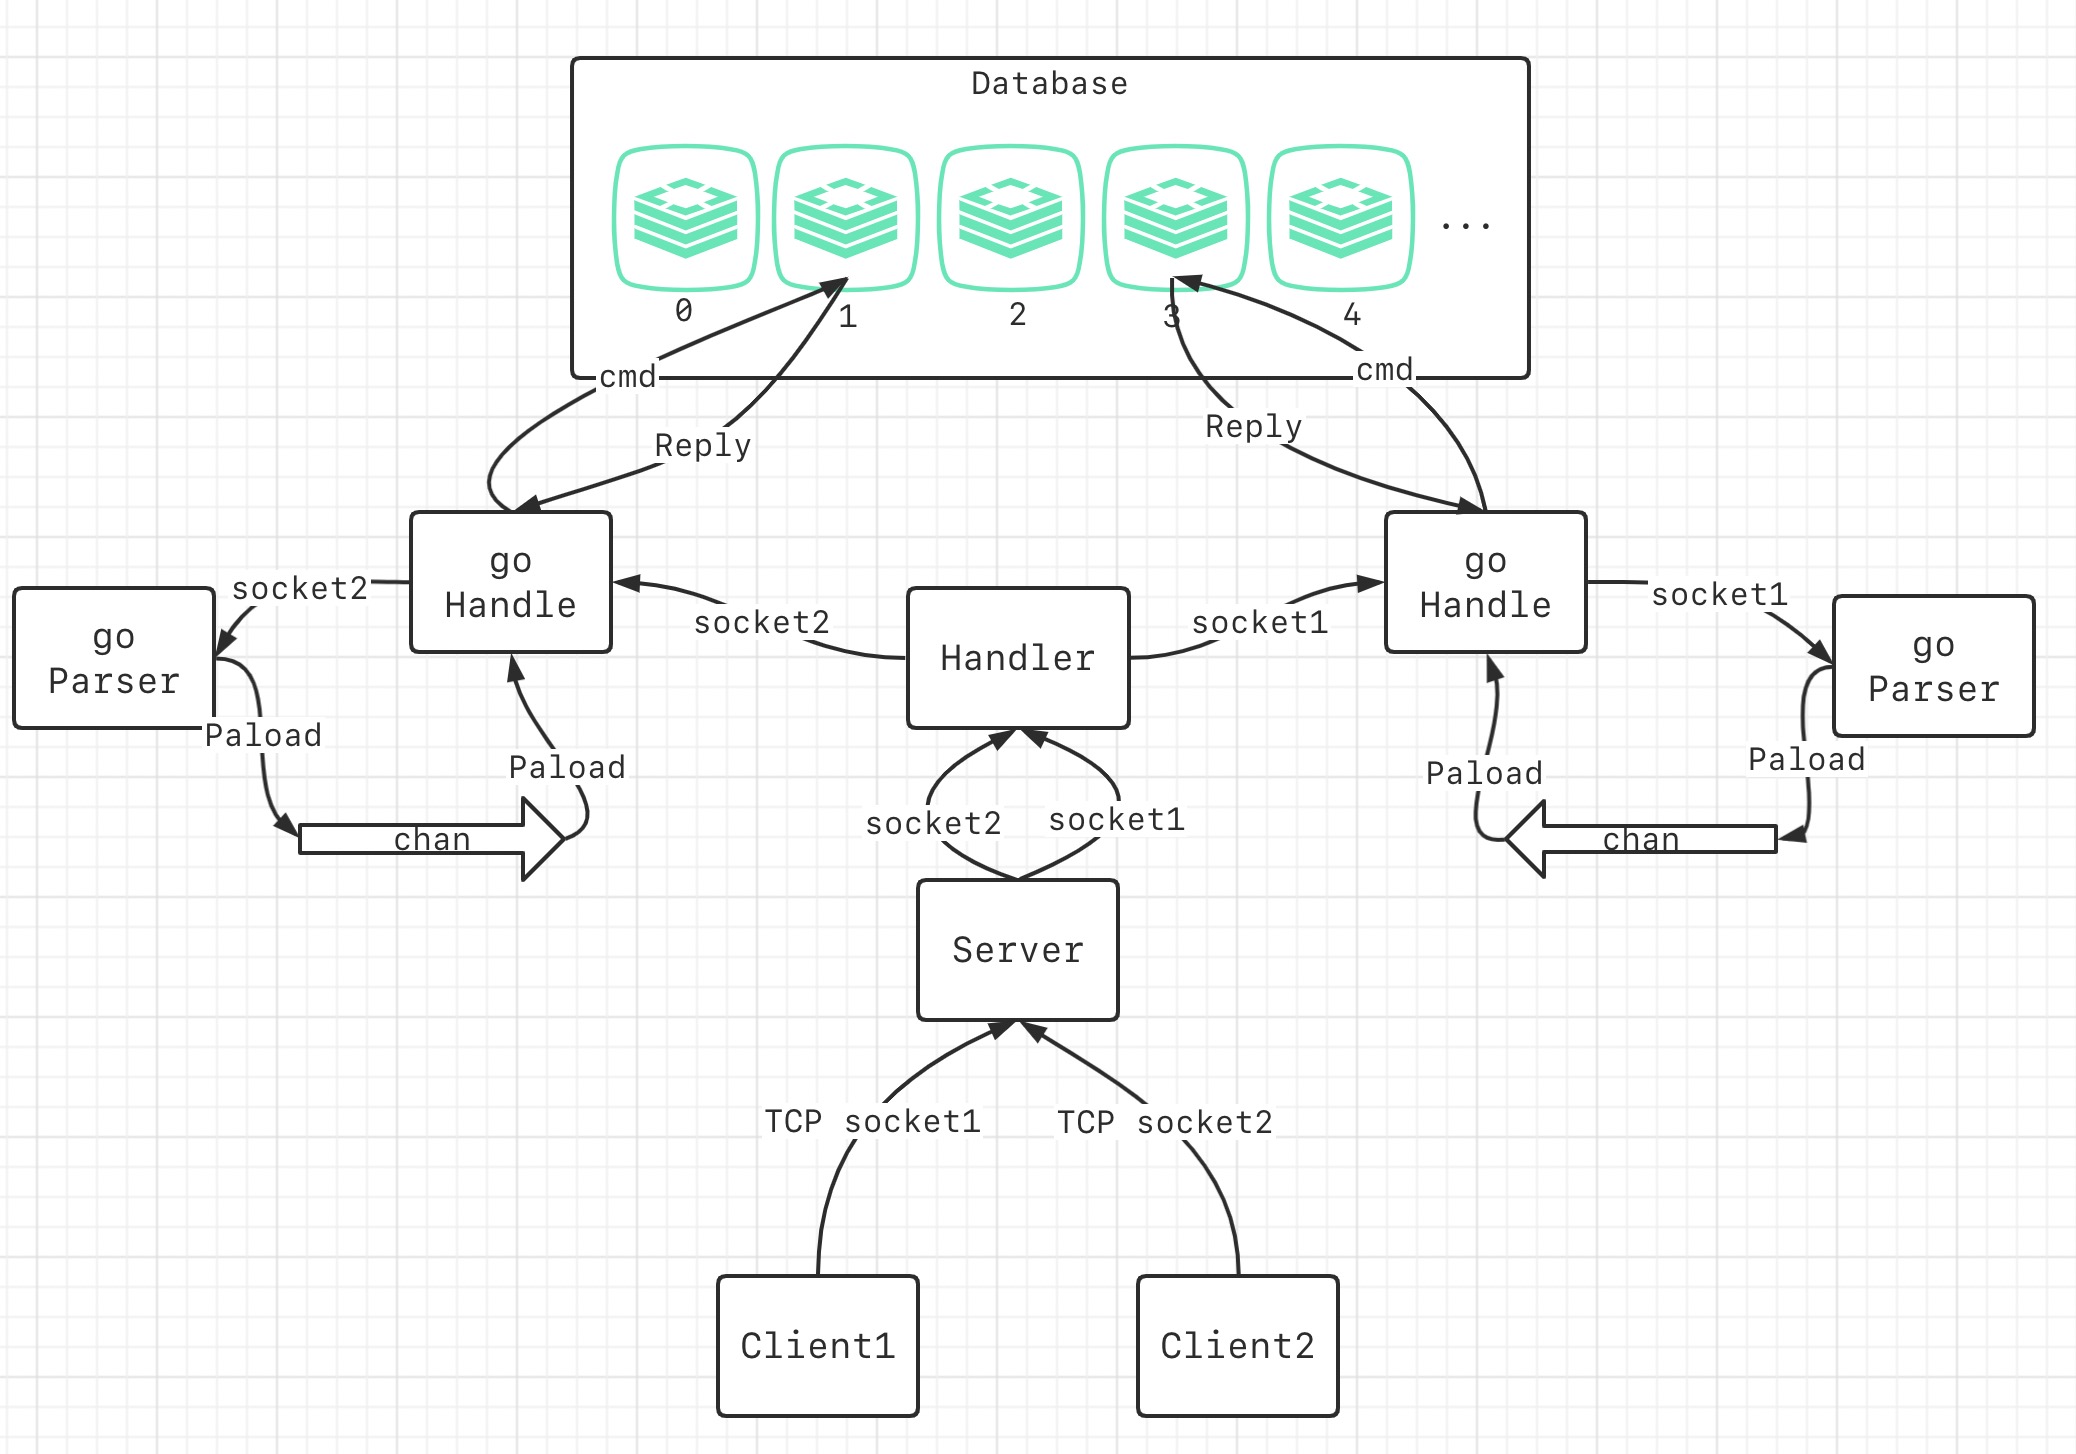 Database
...
0
1
2
3
4
cmd
cmd
Reply
Reply
go
Handle
go
Handle
socket2
socket2
socket1
socket1
go
Parser
Handler
go
Parser
Paload
Paload
Paload
Paload
chan
socket2
socket1
chan
Server
TCP socket1
TCP socket2
Client1
Client2